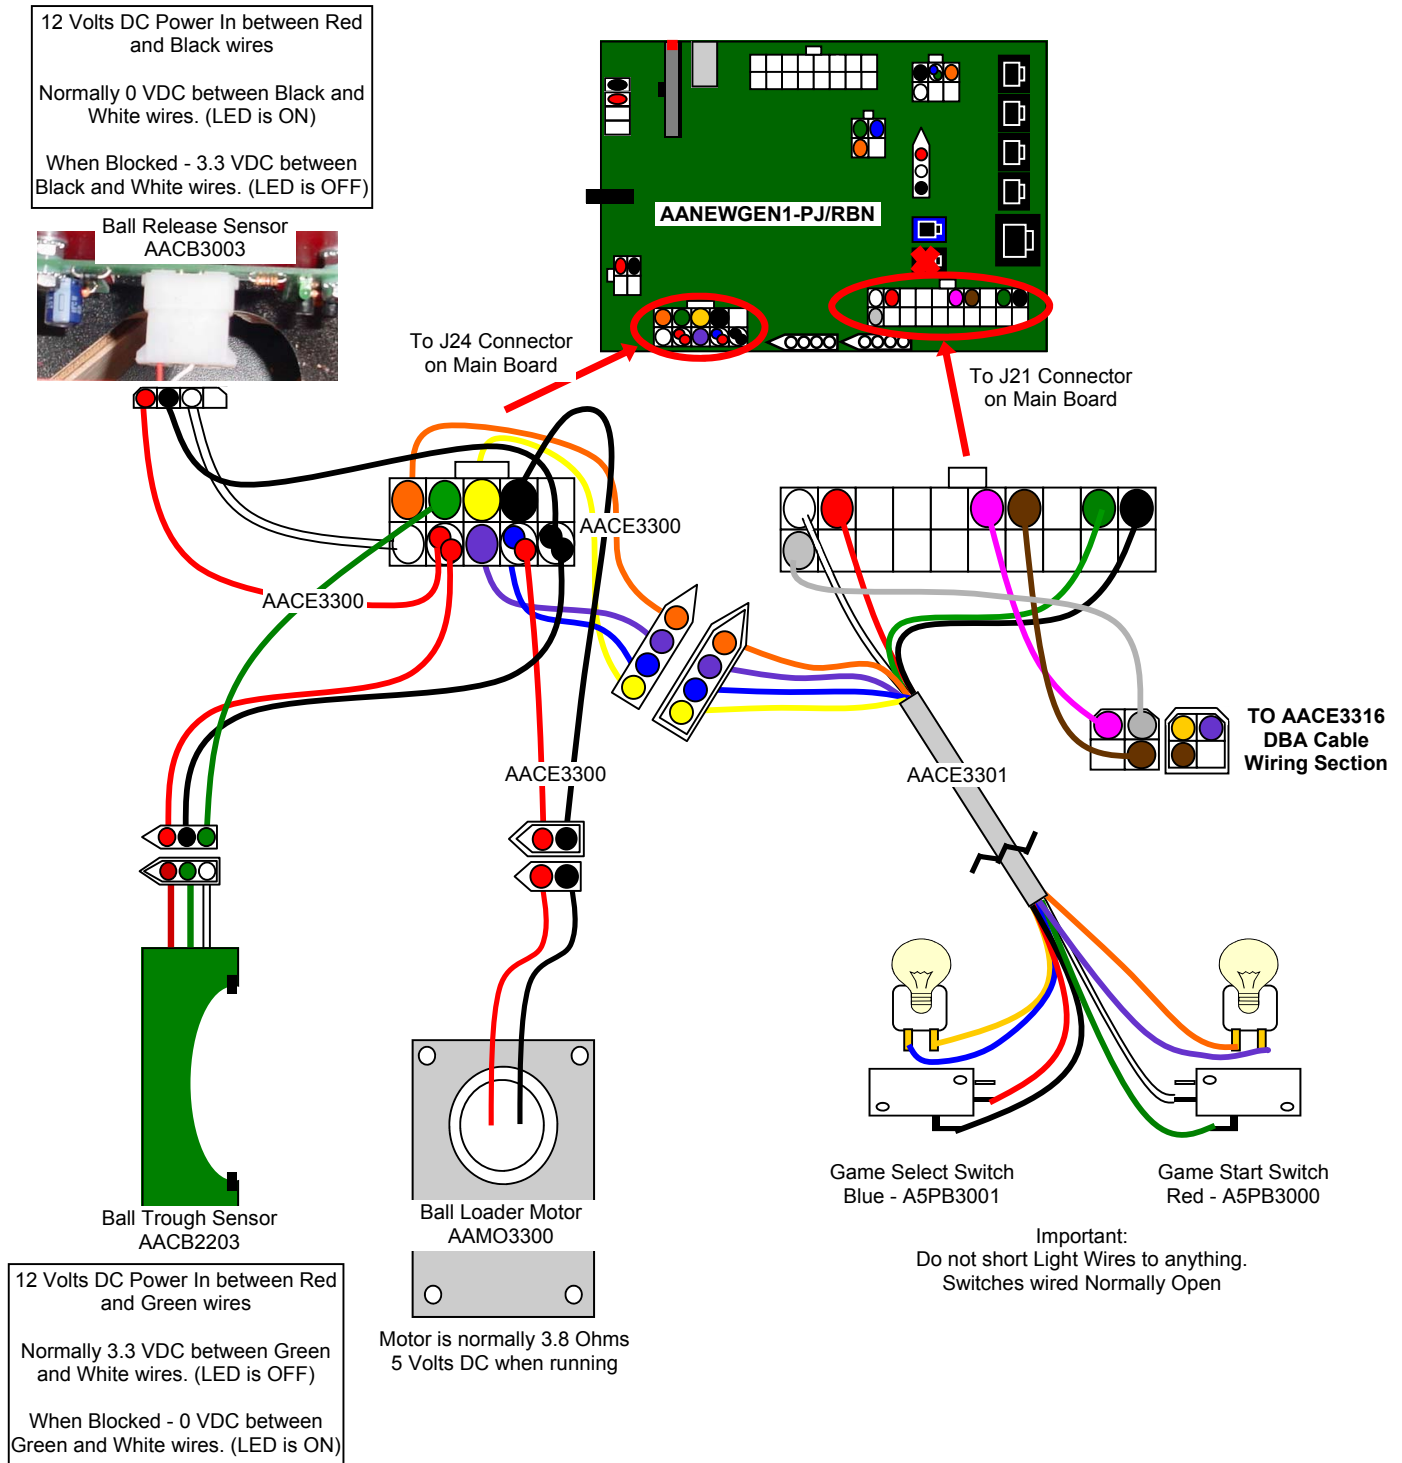 12 Volts DC Power In between Red
and Black wires
Normally 0 VDC between Black and
White wires. (LED is ON)
When Blocked - 3.3 VDC between
Black and White wires. (LED is OFF)
Ball Release Sensor
AACB3003
AANEWGEN1-PJ/RBN
To J24 Connector
on Main Board
To J21 Connector
on Main Board
AACE3300
AACE3300
AACE3300
AACE3301
TO AACE3316
DBA Cable
Wiring Section
Ball Trough Sensor
AACB2203
12 Volts DC Power In between Red
and Green wires
Normally 3.3 VDC between Green
and White wires. (LED is OFF)
When Blocked - 0 VDC between
Green and White wires. (LED is ON)
Ball Loader Motor
AAMO3300
Motor is normally 3.8 Ohms
5 Volts DC when running
Game Select Switch
Blue - A5PB3001
Game Start Switch
Red - A5PB3000
Important:
Do not short Light Wires to anything.
Switches wired Normally Open